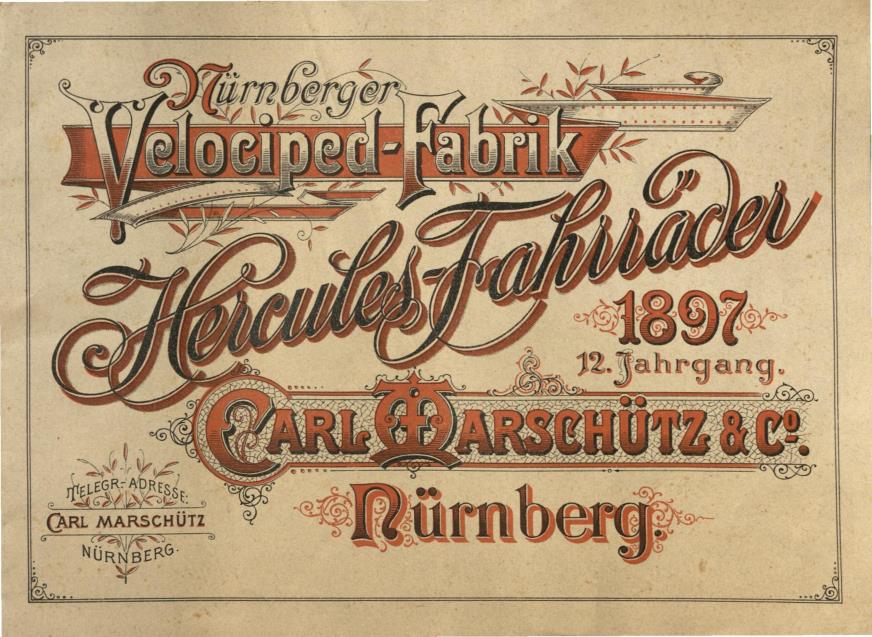 Nürnberger
Velociped-Fabrik
Hercules-Fahrräder
1897
12. Jahrgang.
CARL MARSCHÜTZ & Cº.
Nürnberg.
TELEGR.-ADRESSE:
CARL MARSCHÜTZ
NÜRNBERG.